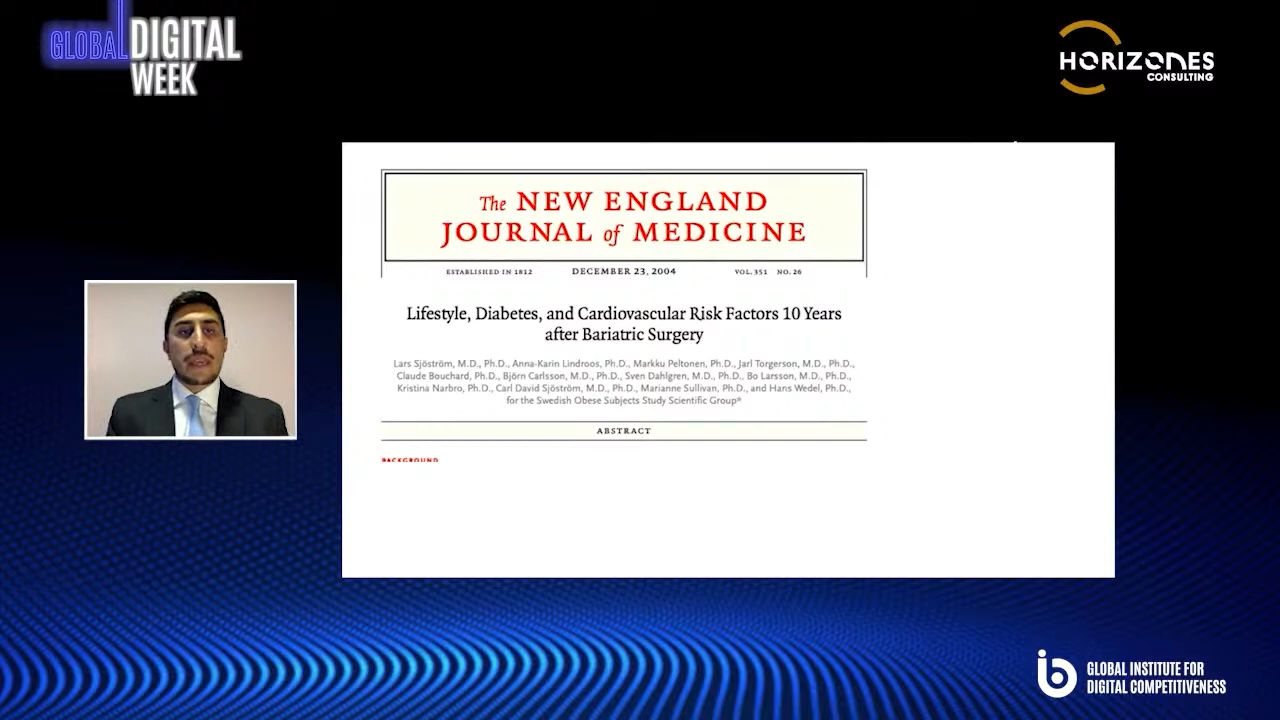 GLOBAL DIGITAL
WEEK
HORIZONES
CONSULTING
The NEW ENGLAND
JOURNAL of MEDICINE
ESTABLISHED IN 1812 DECEMBER 23, 2004 VOL. 351 NO. 26
Lifestyle, Diabetes, and Cardiovascular Risk Factors 10 Years
after Bariatric Surgery
Lars Sjöström, M.D., Ph.D., Anna-Karin Lindroos, Ph.D., Markku Peltonen, Ph.D., Jarl Torgerson, M.D., Ph.D.,
Claude Bouchard, Ph.D., Björn Carlsson, M.D., Ph.D., Sven Dahlgren, M.D., Ph.D., Bo Larsson, M.D., Ph.D.,
Kristina Narbro, Ph.D., Carl David Sjöström, M.D., Ph.D., Marianne Sullivan, Ph.D., and Hans Wedel, Ph.D.,
for the Swedish Obese Subjects Study Scientific Group*
ABSTRACT
BACKGROUND
GLOBAL INSTITUTE FOR
DIGITAL COMPETITIVENESS